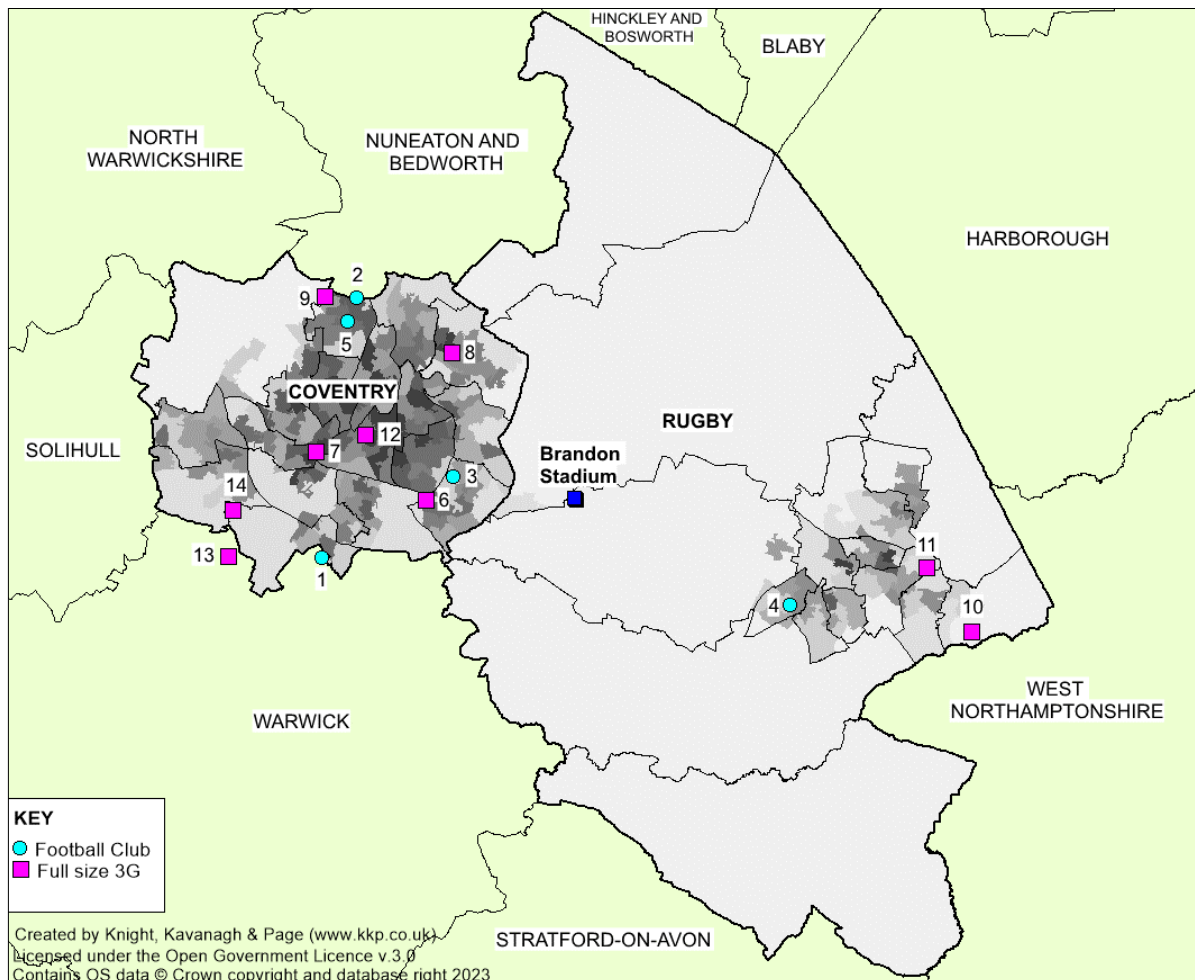 HINCKLEY AND
BOSWORTH
BLABY
NORTH
WARWICKSHIRE
NUNEATON AND
BEDWORTH
HARBOROUGH
2
9
5
8
COVENTRY
RUGBY
12
SOLIHULL
7
Brandon
Stadium
3
14
6
13
11
1
4
10
WEST
NORTHAMPTONSHIRE
WARWICK
KEY
Football Club
Full size 3G
STRATFORD-ON-AVON
Created by Knight, Kavanagh & Page (www.kkp.co.uk)
Licensed under the Open Government Licence v.3.0
Contains OS data © Crown copyright and database right 2023